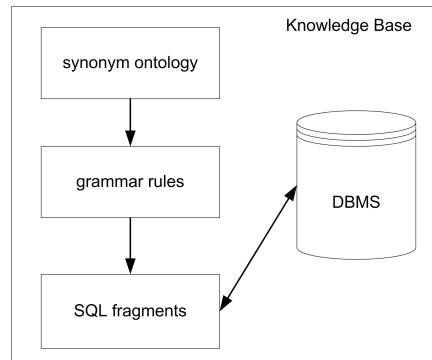 Knowledge Base
synonym ontology
grammar rules
DBMS
SQL fragments